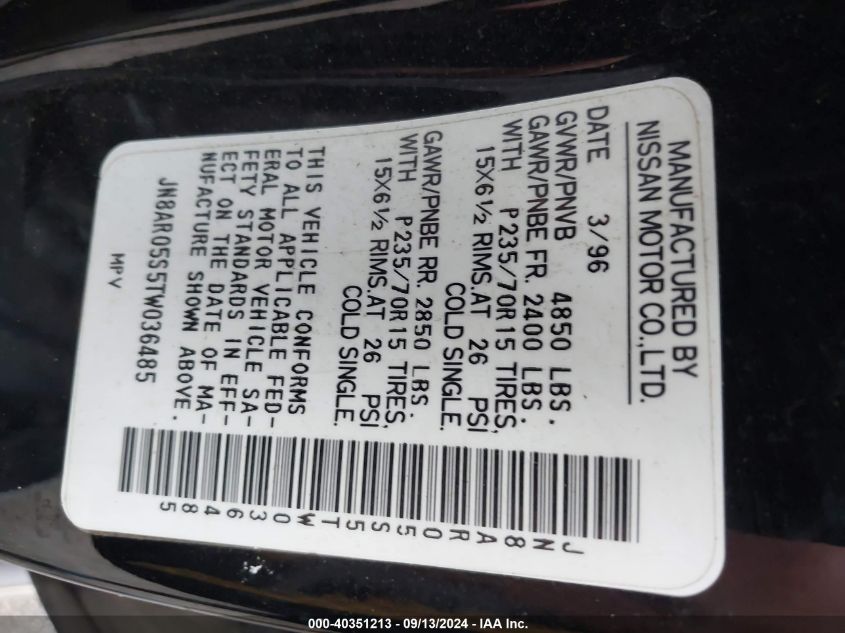 MANUFACTURED BY
NISSAN MOTOR CO.,LTD.
DATE 3/96
GVWR/PNVB 4850 LBS.
GAWR/PNBE FR. 2400 LBS.
WITH P235/70R15 TIRES,
15X6½ RIMS.AT 26 PSI
COLD SINGLE.
GAWR/PNBE RR. 2850 LBS.
WITH P235/70R15 TIRES,
15X6½ RIMS.AT 26 PSI
COLD SINGLE.
THIS VEHICLE CONFORMS
TO ALL APPLICABLE FED-
ERAL MOTOR VEHICLE SA-
FETY STANDARDS IN EFF-
ECT ON THE DATE OF MA-
NUFACTURE SHOWN ABOVE.
JN8AR05S5TW036485
MPV
JN8AR05S5TW036485
000-40351213 - 09/13/2024 - IAA Inc.